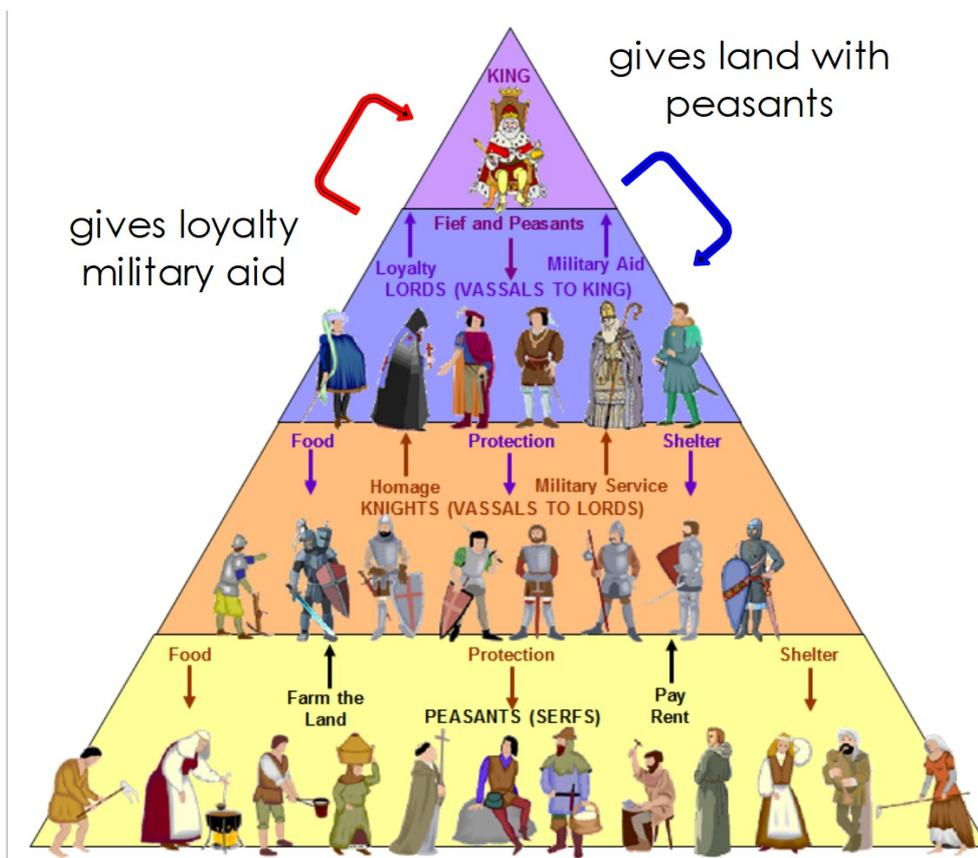 KING
gives land with
peasants
gives loyalty
military aid
Fief and Peasants
Loyalty
Military Aid
LORDS (VASSALS TO KING)
Food
Protection
Shelter
Homage
Military Service
KNIGHTS (VASSALS TO LORDS)
Food
Protection
Shelter
Farm the
Land
Pay
Rent
PEASANTS (SERFS)